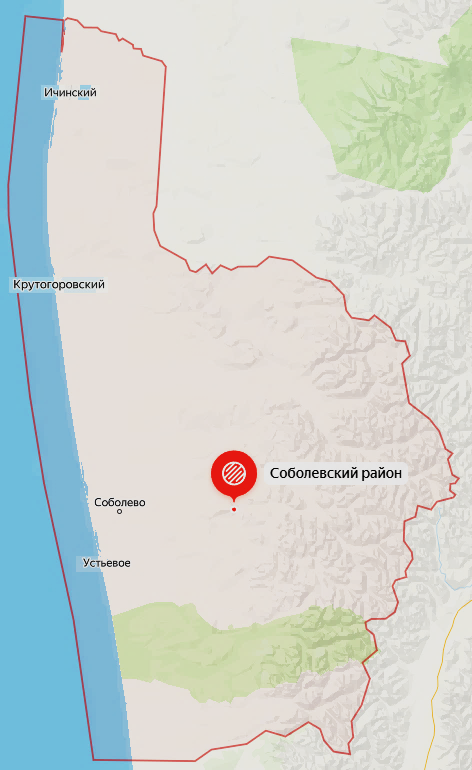 Ичинский
Крутогоровский
Соболевский район
Соболево
Устьевое